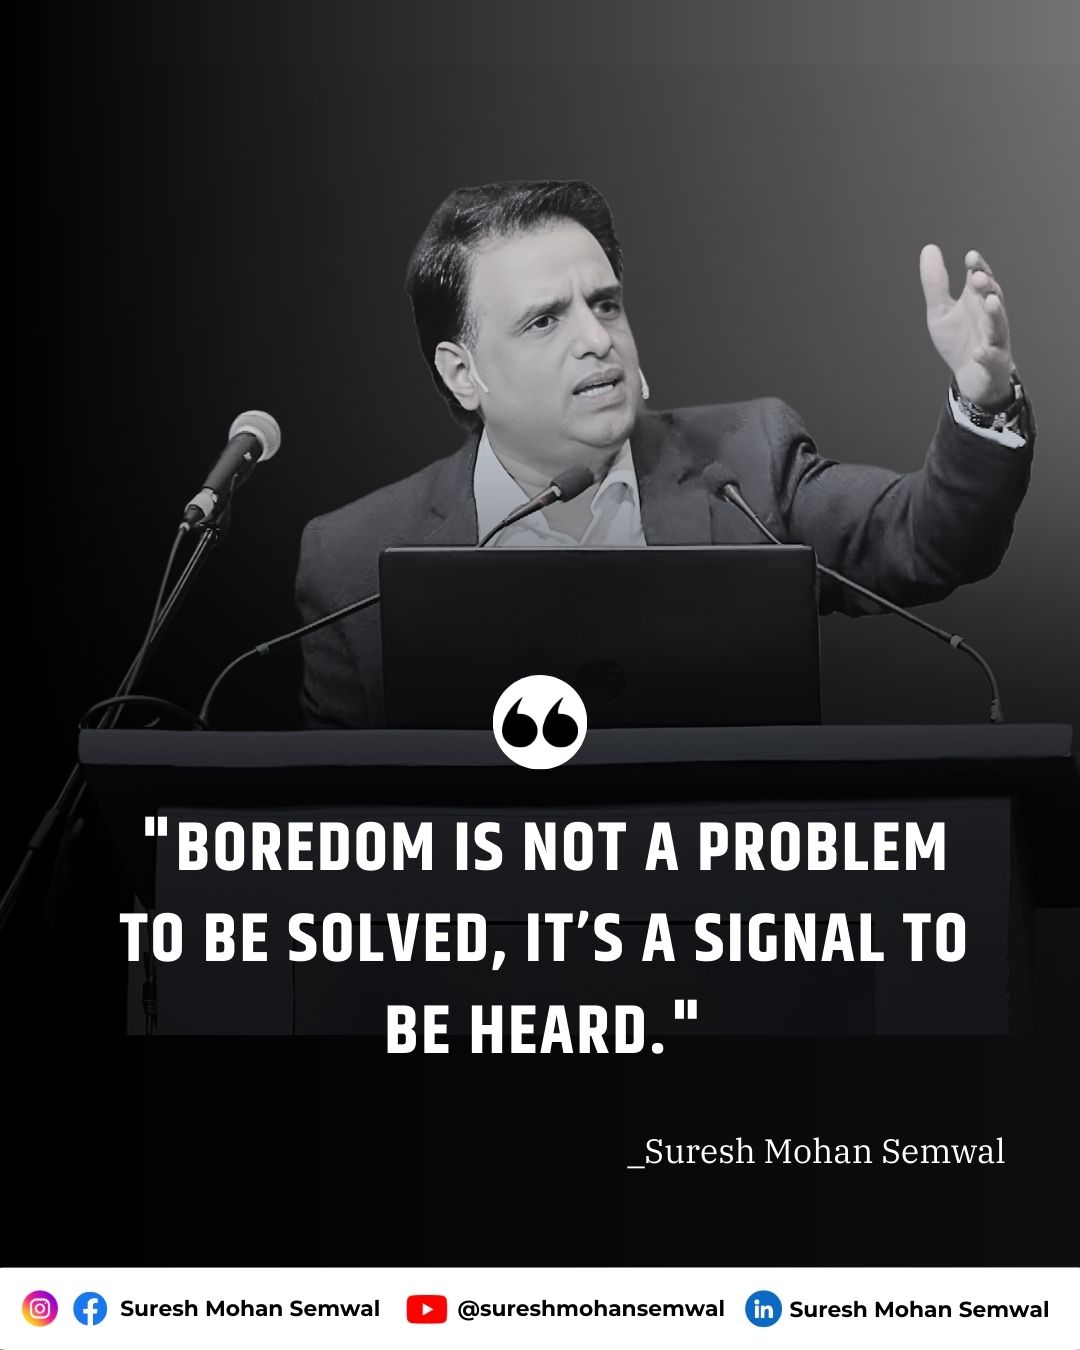 "BOREDOM IS NOT A PROBLEM
TO BE SOLVED, IT’S A SIGNAL TO
BE HEARD."
_Suresh Mohan Semwal
Suresh Mohan Semwal @sureshmohansemwal Suresh Mohan Semwal